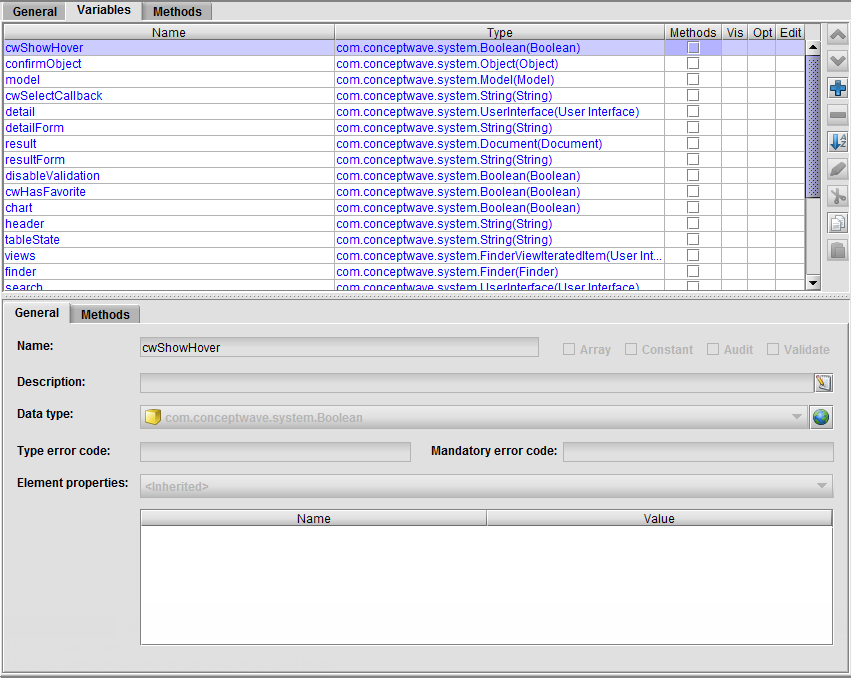 General Variables Methods
Name Type Methods Vis Opt Edit
cwShowHover com.conceptwave.system.Boolean(Boolean)
confirmObject com.conceptwave.system.Object(Object)
model com.conceptwave.system.Model(Model)
cwSelectCallback com.conceptwave.system.String(String)
detail com.conceptwave.system.UserInterface(User Interface)
detailForm com.conceptwave.system.String(String)
result com.conceptwave.system.Document(Document)
resultForm com.conceptwave.system.String(String)
disableValidation com.conceptwave.system.Boolean(Boolean)
cwHasFavorite com.conceptwave.system.Boolean(Boolean)
chart com.conceptwave.system.Boolean(Boolean)
header com.conceptwave.system.String(String)
tableState com.conceptwave.system.String(String)
views com.conceptwave.system.FinderViewIteratedItem(User Int...
finder com.conceptwave.system.Finder(Finder)
search com.conceptwave.system.UserInterface(User Interface)
General Methods
Name: cwShowHover Array Constant Audit Validate
Description:
Data type: com.conceptwave.system.Boolean
Type error code: Mandatory error code:
Element properties: <Inherited>
Name Value